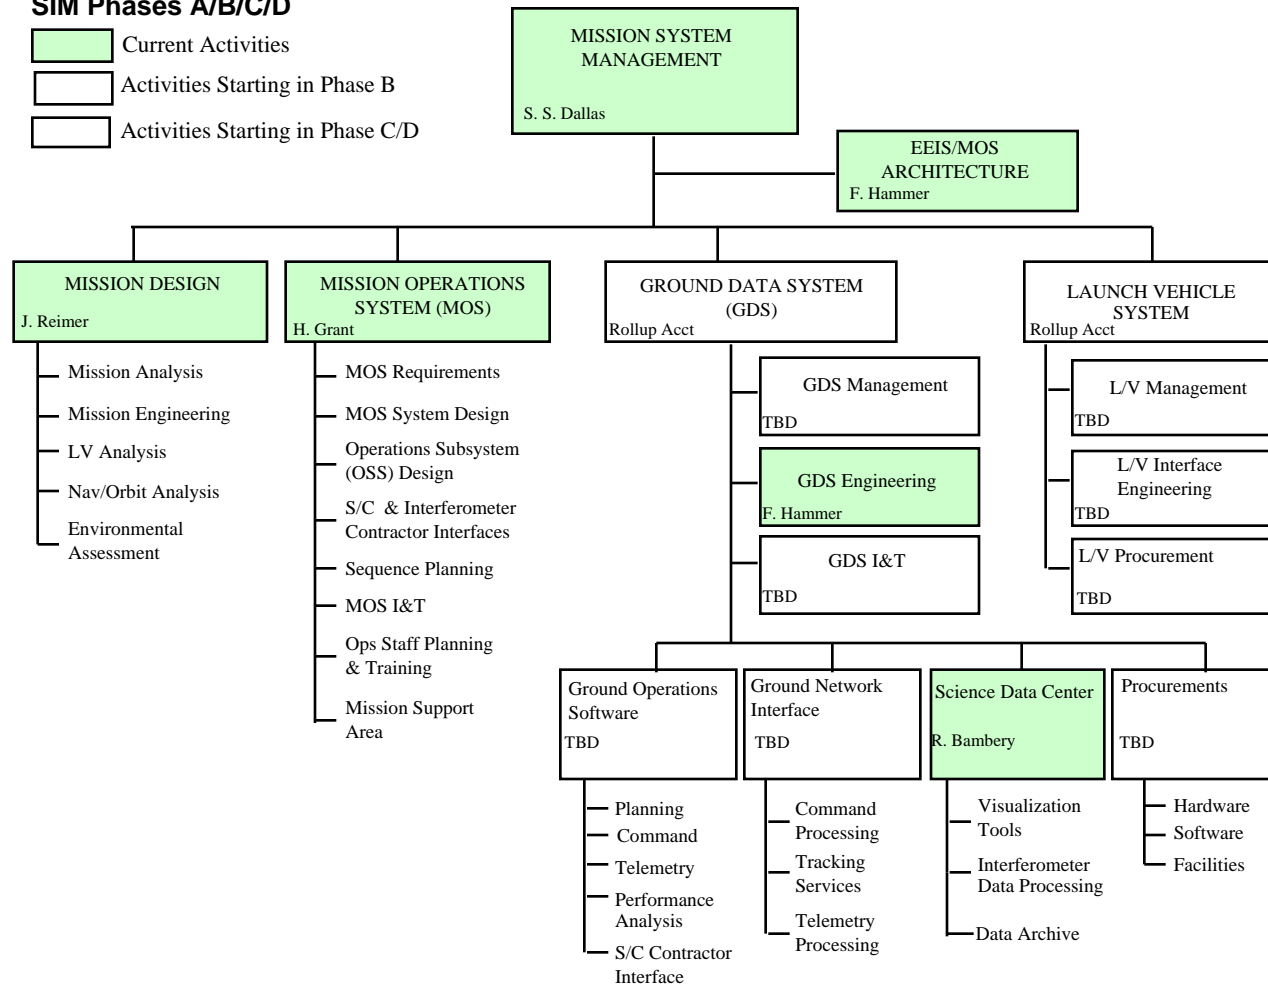 SIM Phases A/B/C/D
Current Activities
Activities Starting in Phase B
Activities Starting in Phase C/D
MISSION SYSTEM
MANAGEMENT
S. S. Dallas
EEIS/MOS
ARCHITECTURE
F. Hammer
MISSION DESIGN
J. Reimer
Mission Analysis
Mission Engineering
LV Analysis
Nav/Orbit Analysis
Environmental
Assessment
MISSION OPERATIONS
SYSTEM (MOS)
H. Grant
MOS Requirements
MOS System Design
Operations Subsystem
(OSS) Design
S/C & Interferometer
Contractor Interfaces
Sequence Planning
MOS I&T
Ops Staff Planning
& Training
Mission Support
Area
GROUND DATA SYSTEM
(GDS)
Rollup Acct
GDS Management
TBD
GDS Engineering
F. Hammer
GDS I&T
TBD
LAUNCH VEHICLE
SYSTEM
Rollup Acct
L/V Management
TBD
L/V Interface
Engineering
TBD
L/V Procurement
TBD
Ground Operations
Software
TBD
Planning
Command
Telemetry
Performance
Analysis
S/C Contractor
Interface
Ground Network
Interface
TBD
Command
Processing
Tracking
Services
Telemetry
Processing
Science Data Center
R. Bambery
Visualization
Tools
Interferometer
Data Processing
Data Archive
Procurements
TBD
Hardware
Software
Facilities